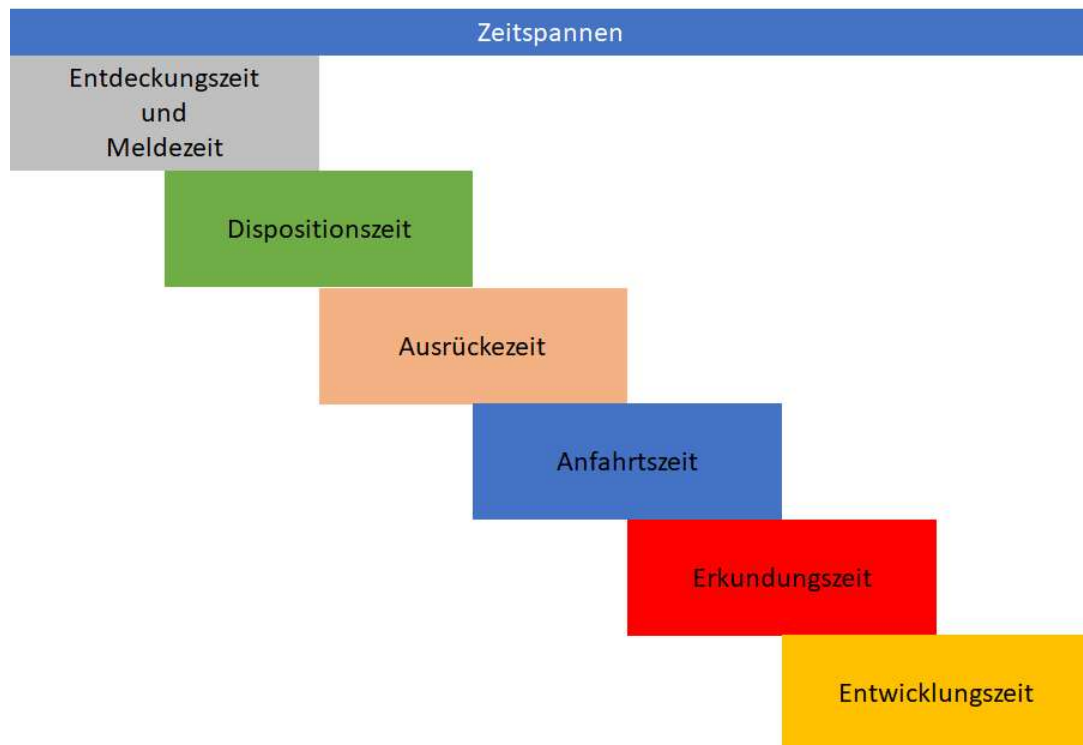 Zeitspannen
Entdeckungszeit
und
Meldezeit
Dispositionszeit
Ausrückezeit
Anfahrtszeit
Erkundungszeit
Entwicklungszeit